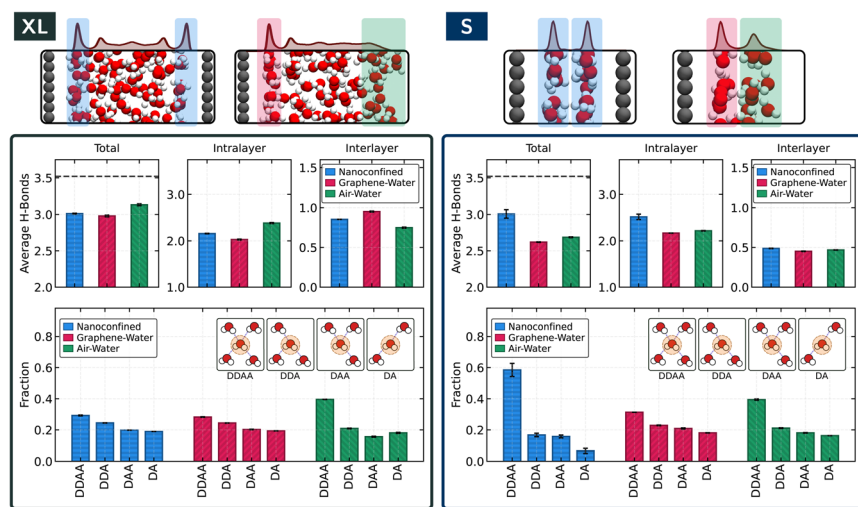 XL
S
Total
Intralayer
Interlayer
Average H-Bonds
3.5
3.0
2.5
2.0
3.0
2.0
1.0
1.5
1.0
0.5
0.0
Nanoconfined
Graphene-Water
Air-Water
Fraction
0.8
0.6
0.4
0.2
0.0
Nanoconfined
Graphene-Water
Air-Water
DDAA
DDA
DAA
DA
DDAA
DDA
DAA
DA
DDAA
DDA
DAA
DA
DDAA
DDA
DAA
DA
Total
Intralayer
Interlayer
Average H-Bonds
3.5
3.0
2.5
2.0
3.0
2.0
1.0
1.5
1.0
0.5
0.0
Nanoconfined
Graphene-Water
Air-Water
Fraction
0.8
0.6
0.4
0.2
0.0
Nanoconfined
Graphene-Water
Air-Water
DDAA
DDA
DAA
DA
DDAA
DDA
DAA
DA
DDAA
DDA
DAA
DA
DDAA
DDA
DAA
DA